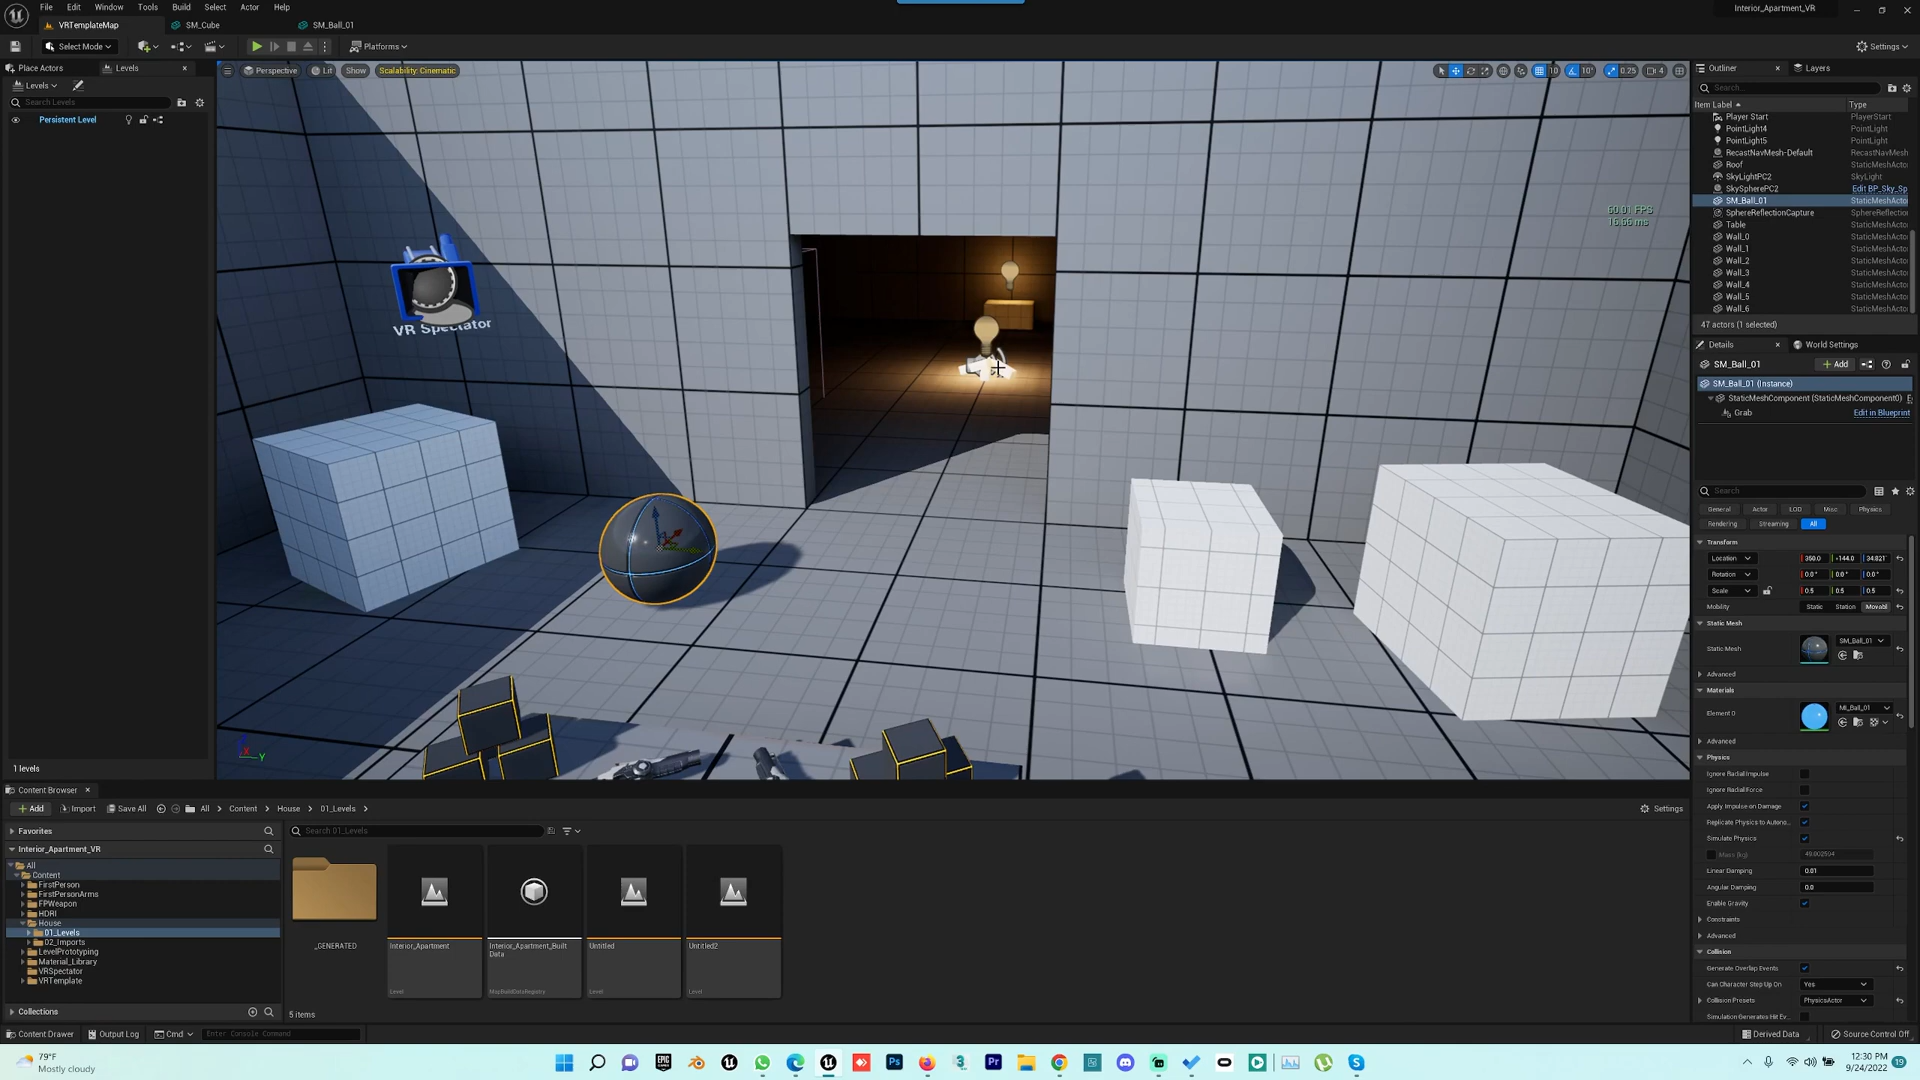 File Edit Window Tools Build Select Actor Help
Interior_Apartment_VR
VRTemplateMap SM_Cube SM_Ball_01
Select Mode Platforms Settings
Place Actors Levels
Levels
Search Levels
Persistent Level
1 levels
Perspective Lit Show Scalability: Cinematic
10 10° 0.25 4
60.01 FPS
16.66 ms
VR Spectator
Outliner Layers
Search...
Item Label Type
Player Start PlayerStart
PointLight4 PointLight
PointLight5 PointLight
RecastNavMesh-Default RecastNavMesh
Roof StaticMeshActo
SkyLightPC2 SkyLight
SkySpherePC2 Edit BP_Sky_Sp
SM_Ball_01 StaticMeshActo
SphereReflectionCapture SphereReflection
Table StaticMeshActo
Wall_0 StaticMeshActo
Wall_1 StaticMeshActo
Wall_2 StaticMeshActo
Wall_3 StaticMeshActo
Wall_4 StaticMeshActo
Wall_5 StaticMeshActo
Wall_6 StaticMeshActo
47 actors (1 selected)
Details World Settings
SM_Ball_01 Add
SM_Ball_01 (Instance)
StaticMeshComponent (StaticMeshComponent0)
Grab Edit in Blueprint
Search
General Actor LOD Misc Physics
Rendering Streaming All
Transform
Location 350.0 -144.0 34.821
Rotation 0.0° 0.0° 0.0°
Scale 0.5 0.5 0.5
Mobility Static Station Movabl
Static Mesh
Static Mesh SM_Ball_01
Advanced
Materials
Element 0 MI_Ball_01
Advanced
Physics
Ignore Radial Impulse
Ignore Radial Force
Apply Impulse on Damage
Replicate Physics to Autono...
Simulate Physics
Mass (kg)
Linear Damping 0.01
Angular Damping 0.0
Enable Gravity
Constraints
Advanced
Collision
Generate Overlap Events
Can Character Step Up On Yes
Collision Presets PhysicsActor
Simulation Generates Hit Ev...
Content Browser
Add Import Save All All Content House 01_Levels Settings
Favorites
Search 01_Levels
Interior_Apartment_VR
All
Content
FirstPerson
FirstPersonArms
FPWeapon
HDRI
House
01_Levels
02_Imports
LevelPrototyping
Material_Library
VRSpectator
VRTemplate
Collections
_GENERATED
Interior_Apartment
Level
Interior_Apartment_Built
Data
MapBuildDataRegistry
Untitled
Level
Untitled2
Level
5 items
Content Drawer Output Log Cmd Enter Console Command
Derived Data Source Control Off
79°F
Mostly cloudy
12:30 PM
9/24/2022
19